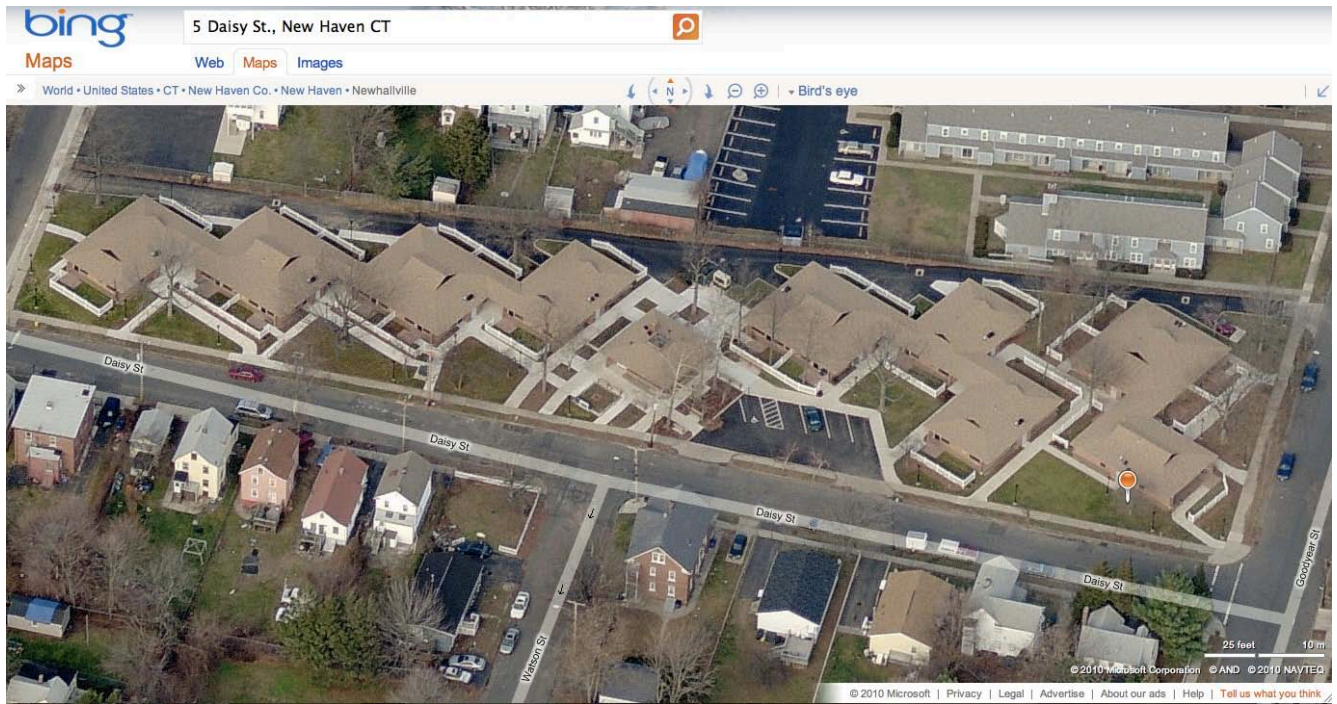 bing
5 Daisy St., New Haven CT
Maps
Web Maps Images
» World • United States • CT • New Haven Co. • New Haven • Newhallville
N
Bird's eye
Daisy St
Daisy St
Daisy St
Daisy St
Watson St
Goodyear St
25 feet 10 m
© 2010 Microsoft Corporation © AND © 2010 NAVTEQ
© 2010 Microsoft | Privacy | Legal | Advertise | About our ads | Help | Tell us what you think